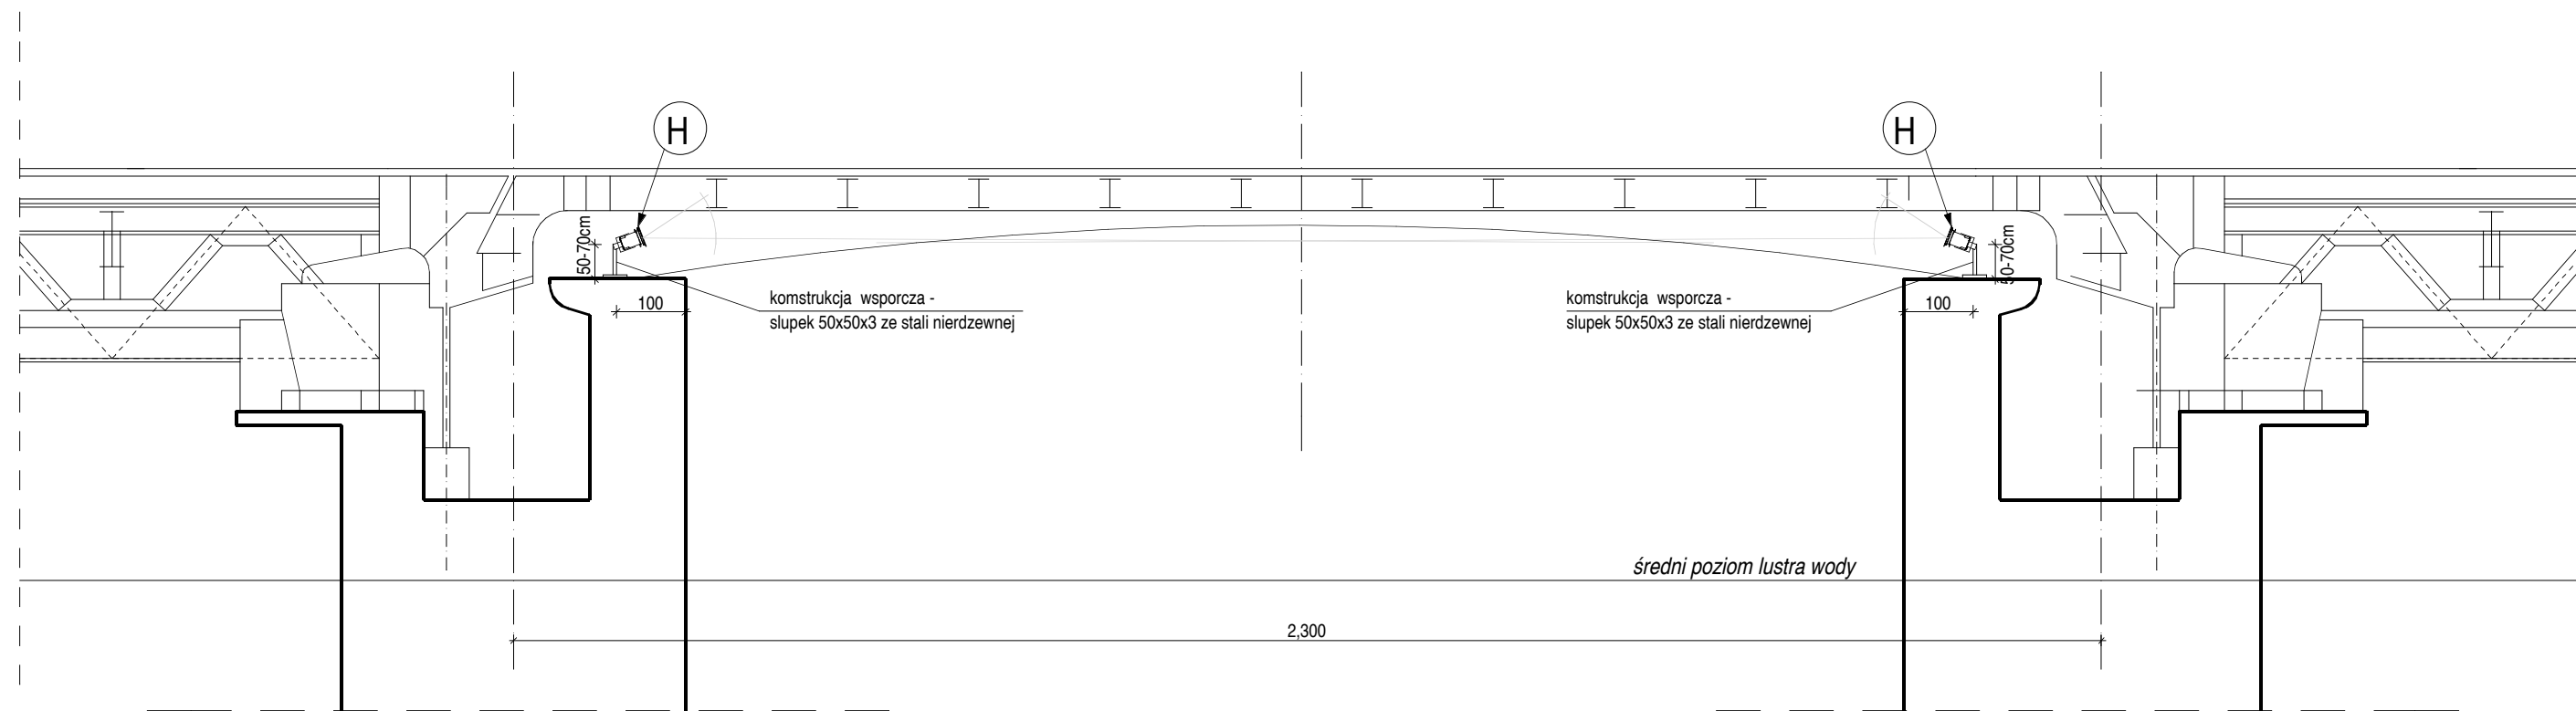 H
H
50-70cm
50-70cm
100
komstrukcja wsporcza -
slupek 50x50x3 ze stali nierdzewnej
komstrukcja wsporcza -
slupek 50x50x3 ze stali nierdzewnej
100
średni poziom lustra wody
2,300